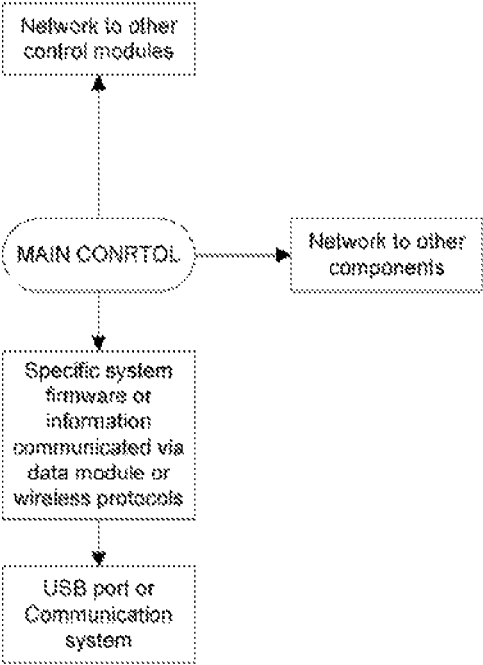 Network to other
control modules
MAIN CONRTOL
Network to other
components
Specific system
firmware or
information
communicated via
data module or
wireless protocols
USB port or
Communication
system